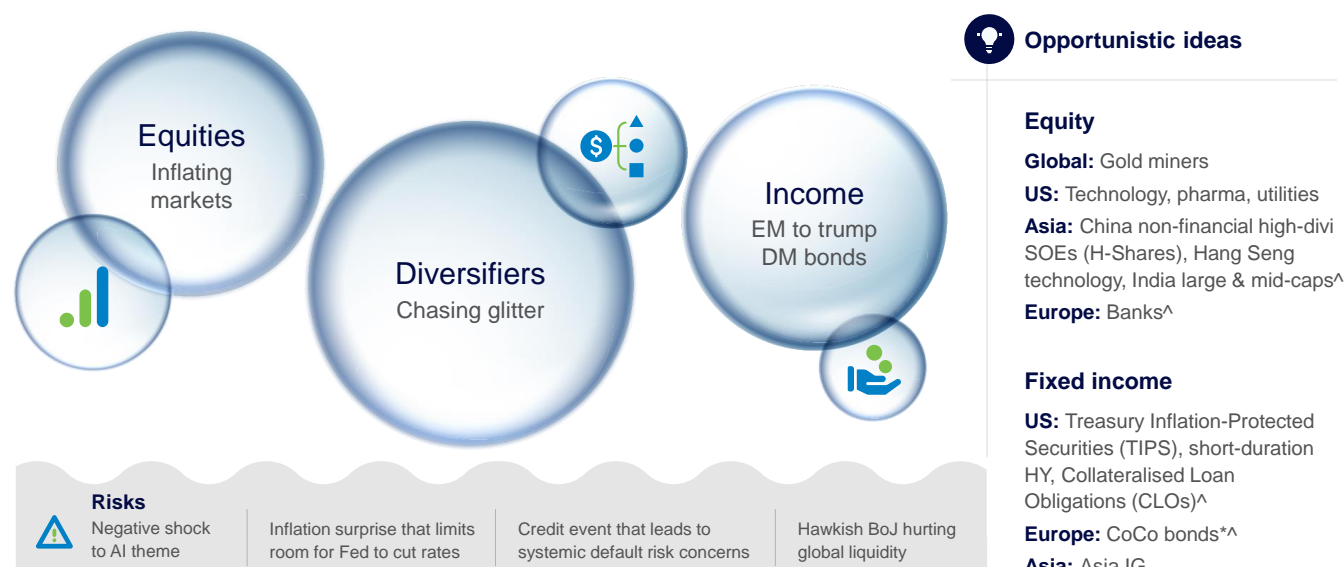 Equities
Inflating
markets
Diversifiers
Chasing glitter
$
Income
EM to trump
DM bonds
Opportunistic ideas
Equity
Global: Gold miners
US: Technology, pharma, utilities
Asia: China non-financial high-divi
SOEs (H-Shares), Hang Seng
technology, India large & mid-caps^
Europe: Banks^
Fixed income
US: Treasury Inflation-Protected
Securities (TIPS), short-duration
HY, Collateralised Loan
Obligations (CLOs)^
Europe: CoCo bonds*^
Asia: Asia IG
Risks
Negative shock
to AI theme
Inflation surprise that limits
room for Fed to cut rates
Credit event that leads to
systemic default risk concerns
Hawkish BoJ hurting
global liquidity